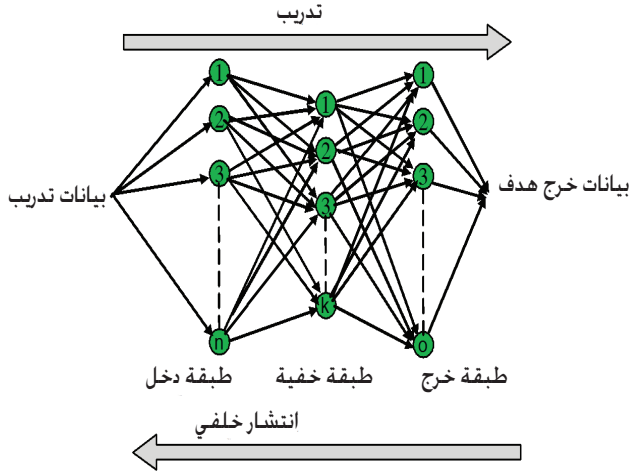 تدريب
1 1 1
2 2 2
3 3 3
بيانات تدريب
بيانات خرج هدف
n k o
طبقة دخل
طبقة خفية
طبقة خرج
انتشار خلفي